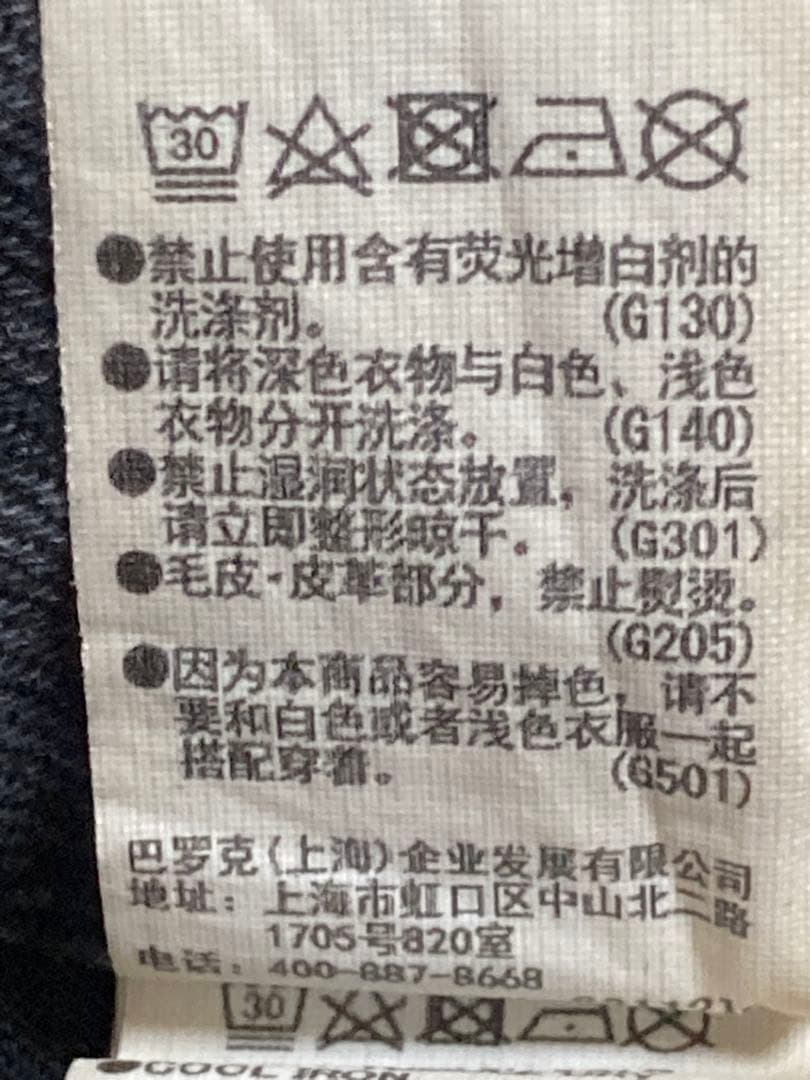 30
●禁止使用含有荧光增白剂的
洗涤剂。 (G130)
●请将深色衣物与白色、浅色
衣物分开洗涤。 (G140)
●禁止湿润状态放置，洗涤后
请立即整形晾干。 (G301)
●毛皮·皮革部分，禁止熨烫。
(G205)
●因为本商品容易掉色，请不
要和白色或者浅色衣服一起
搭配穿着。 (G501)
巴罗克(上海)企业发展有限公司
地址：上海市虹口区中山北二路
1705号820室
电话：400-887-8668
30
●COOL IRON